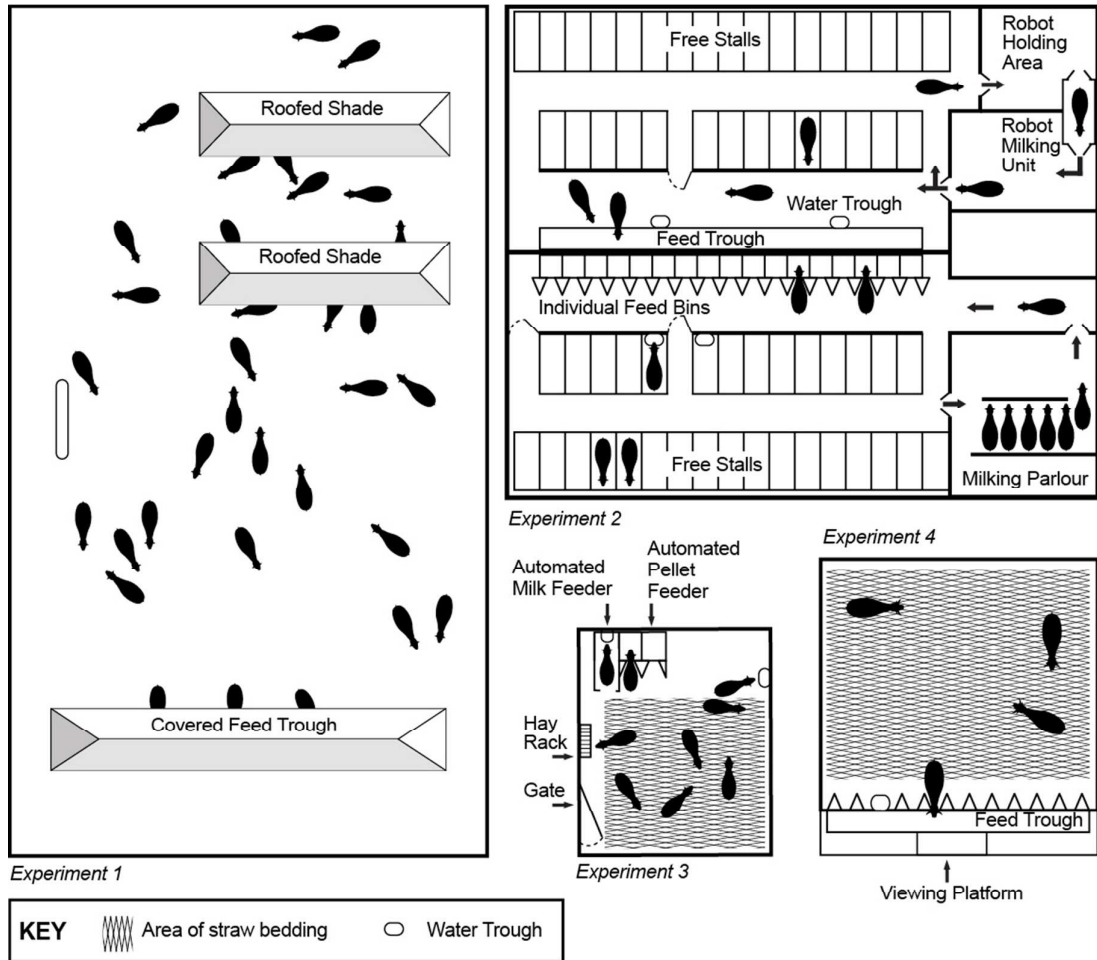 Roofed Shade
Roofed Shade
Covered Feed Trough
Experiment 1
Free Stalls
Robot
Holding
Area
Robot
Milking
Unit
Water Trough
Feed Trough
Individual Feed Bins
Free Stalls
Milking Parlour
Experiment 2
Automated
Milk Feeder
Automated
Pellet
Feeder
Hay
Rack
Gate
Experiment 3
Experiment 4
Feed Trough
Viewing Platform
KEY
Area of straw bedding
Water Trough